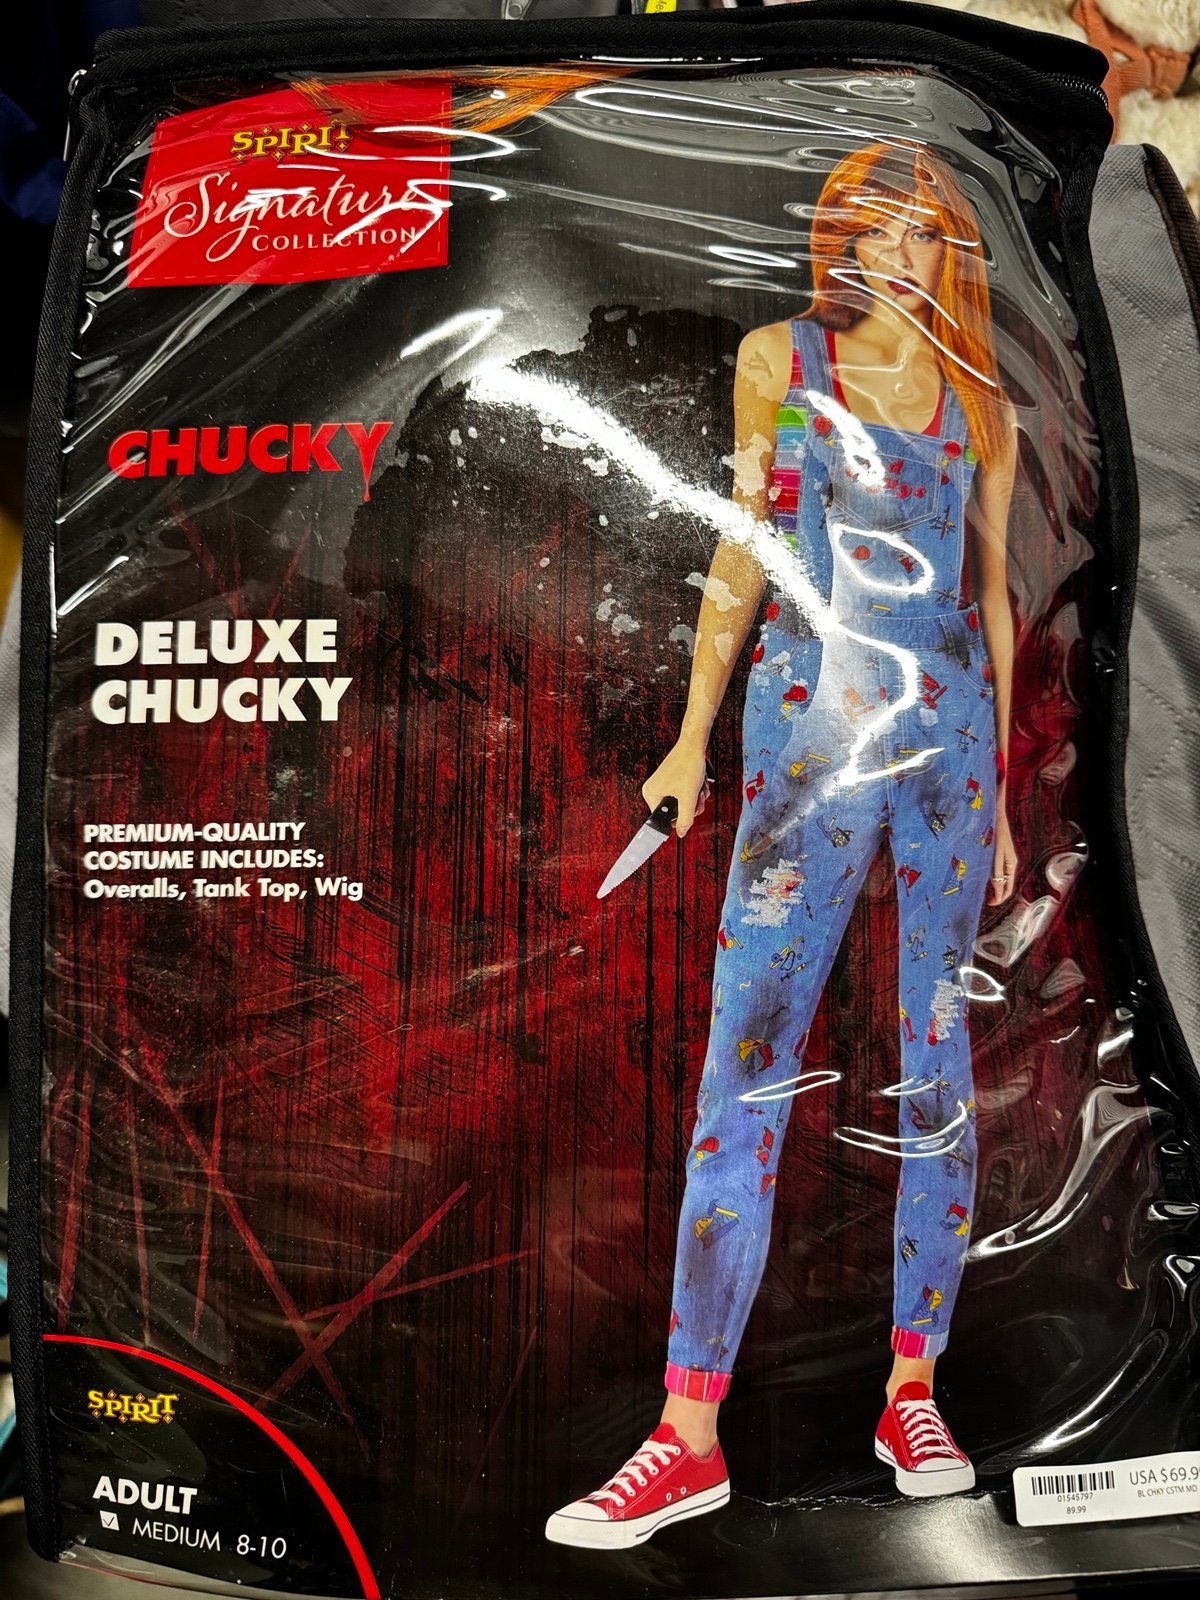 SPIRIT
Signature
COLLECTION
CHUCKY
DELUXE
CHUCKY
PREMIUM-QUALITY
COSTUME INCLUDES:
Overalls, Tank Top, Wig
SPIRIT
ADULT
MEDIUM 8-10
USA $69.9
BL CHKY CSTM MD
01545797
89.99